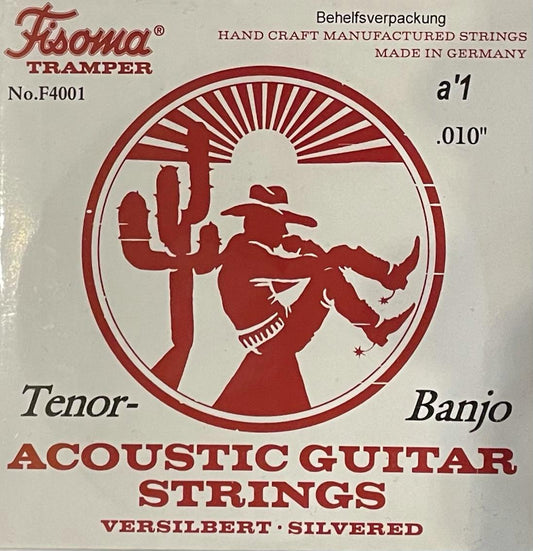 Fisoma®
TRAMPER
No.F4001
Behelfsverpackung
HAND CRAFT MANUFACTURED STRINGS
MADE IN GERMANY
a'1
.010"
Tenor-
Banjo
ACOUSTIC GUITAR
STRINGS
VERSILBERT · SILVERED